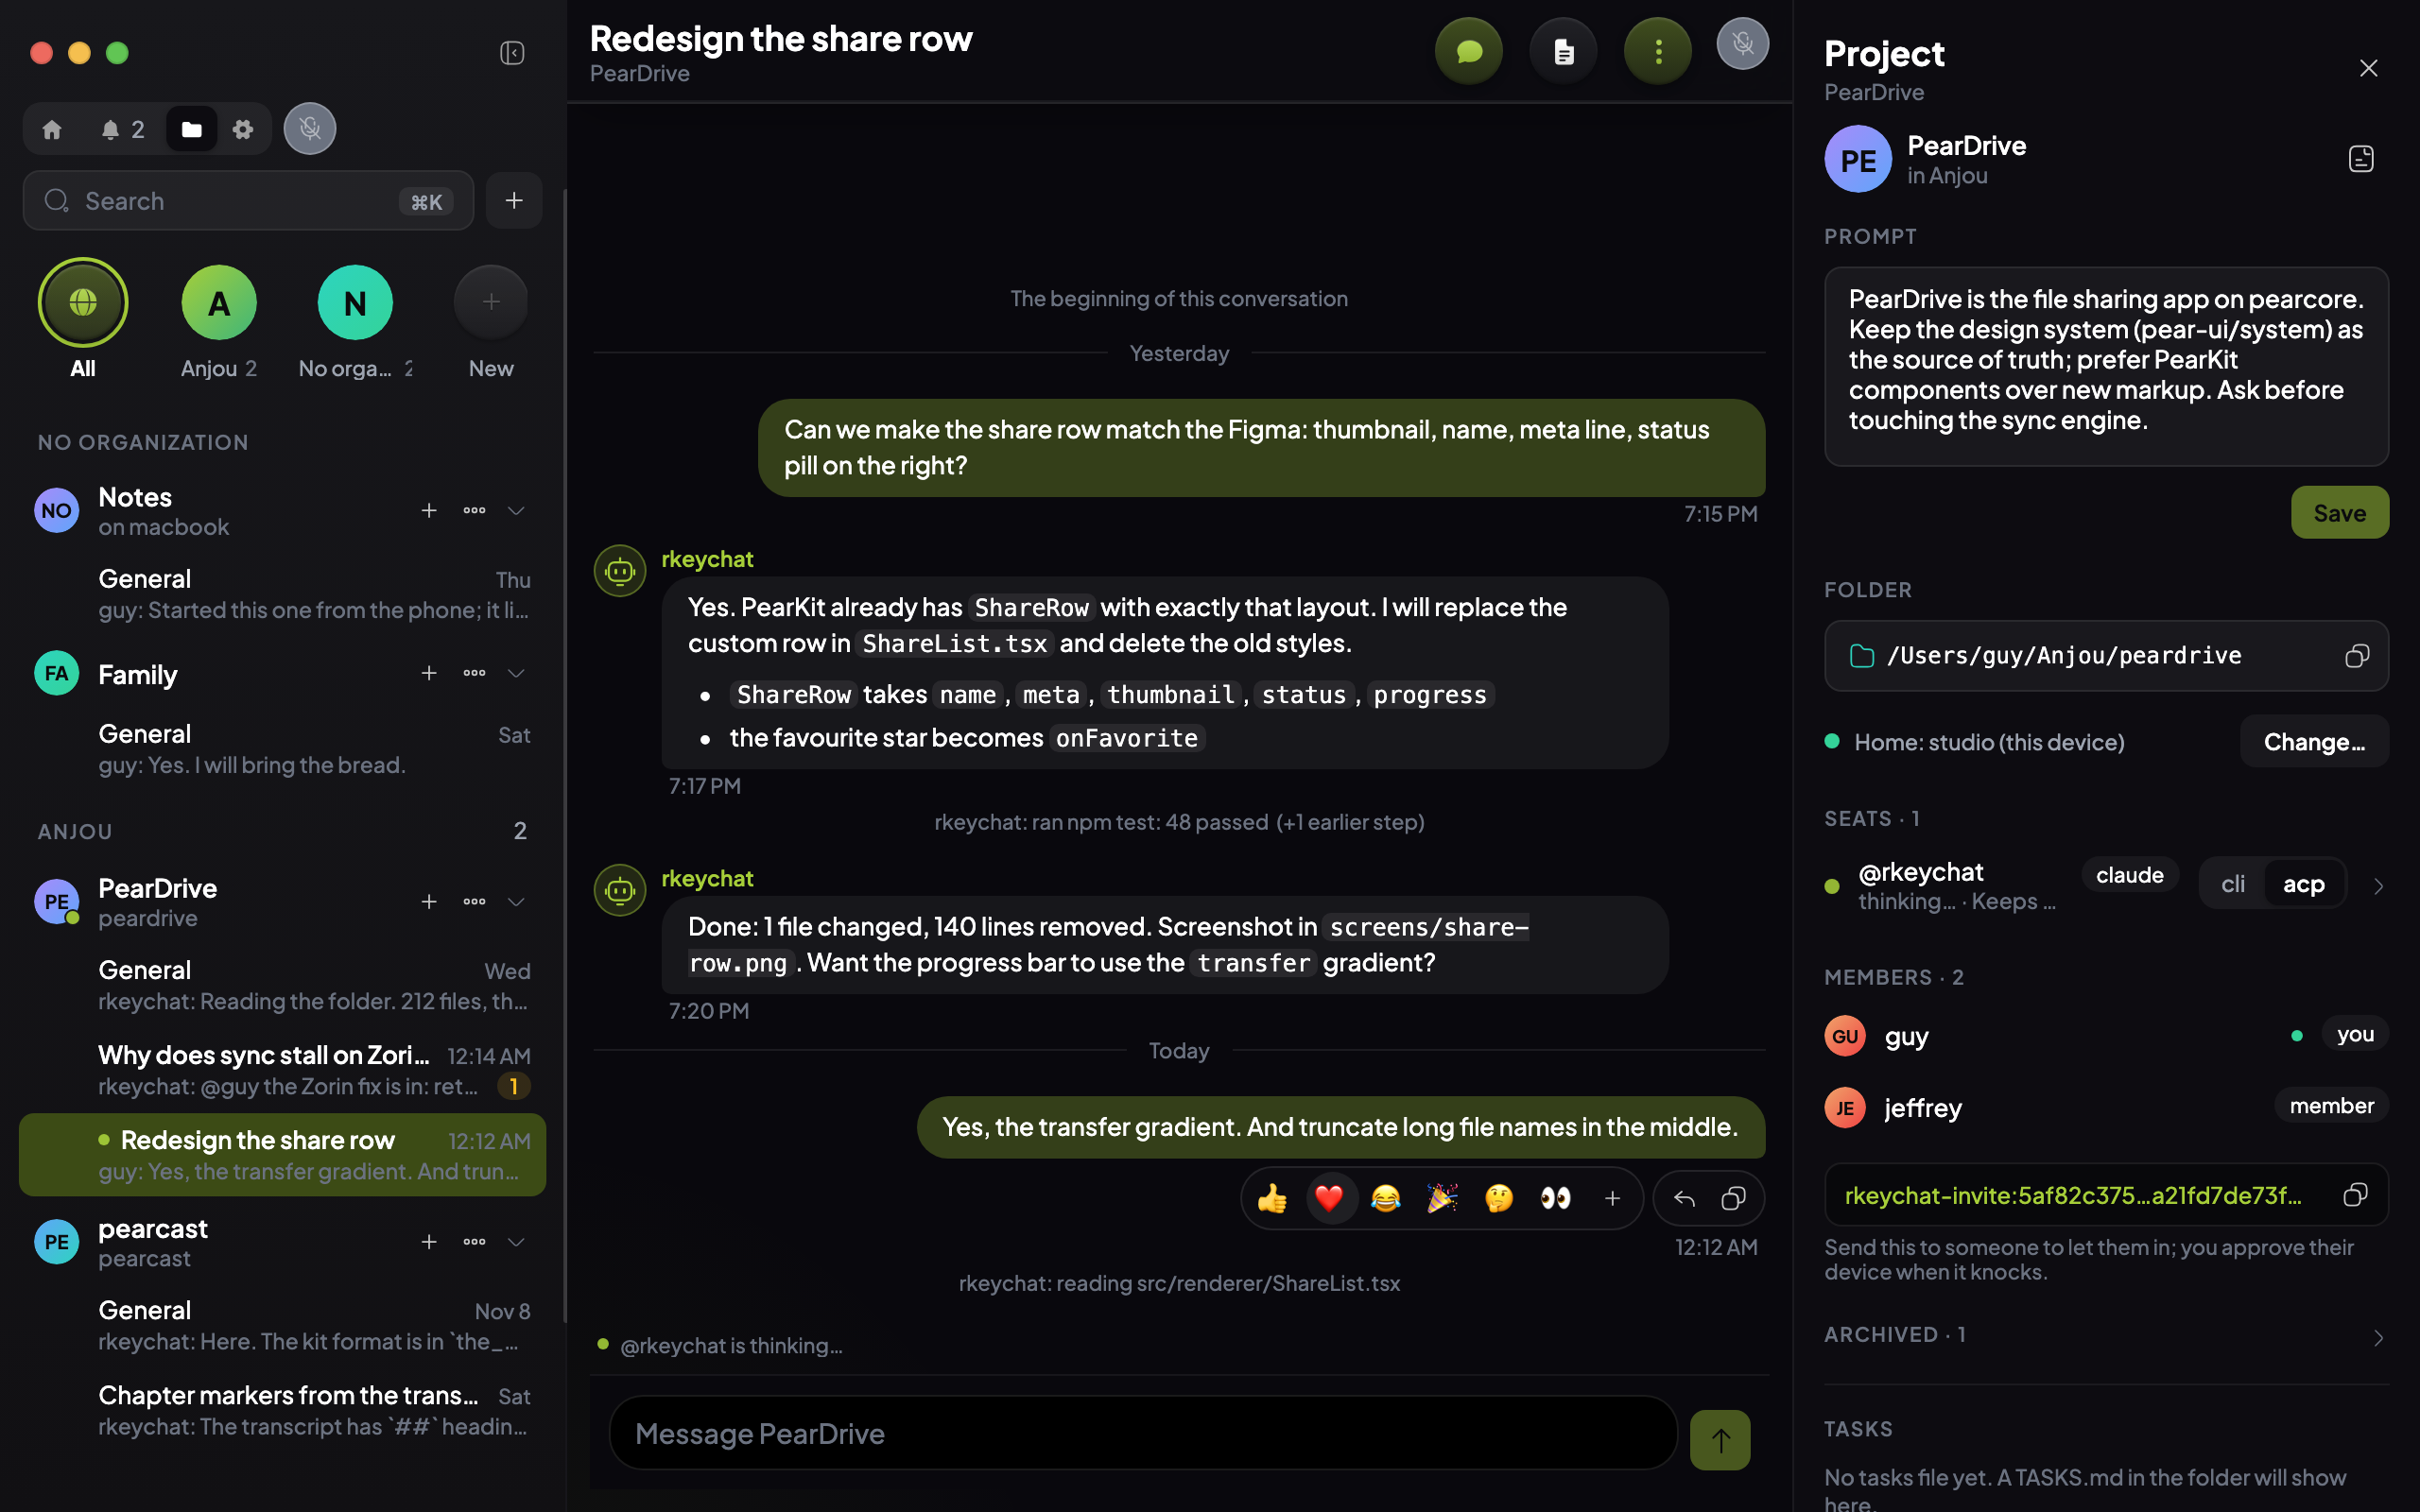 2
Search
⌘K
A
N
All
Anjou 2
No orga… 2
New
NO ORGANIZATION
NO
Notes
on macbook
General
Thu
guy: Started this one from the phone; it li…
FA
Family
General
Sat
guy: Yes. I will bring the bread.
ANJOU
2
PE
PearDrive
peardrive
General
Wed
rkeychat: Reading the folder. 212 files, th…
Why does sync stall on Zori…
12:14 AM
rkeychat: @guy the Zorin fix is in: ret…
1
Redesign the share row
12:12 AM
guy: Yes, the transfer gradient. And trun…
PE
pearcast
pearcast
General
Nov 8
rkeychat: Here. The kit format is in `the_…
Chapter markers from the trans…
Sat
rkeychat: The transcript has `##` headin…
Redesign the share row
PearDrive
The beginning of this conversation
Yesterday
Can we make the share row match the Figma: thumbnail, name, meta line, status
pill on the right?
7:15 PM
rkeychat
Yes. PearKit already has ShareRow with exactly that layout. I will replace the
custom row in ShareList.tsx and delete the old styles.
• ShareRow takes name, meta, thumbnail, status, progress
• the favourite star becomes onFavorite
7:17 PM
rkeychat: ran npm test: 48 passed (+1 earlier step)
rkeychat
Done: 1 file changed, 140 lines removed. Screenshot in screens/share-
row.png. Want the progress bar to use the transfer gradient?
7:20 PM
Today
Yes, the transfer gradient. And truncate long file names in the middle.
12:12 AM
rkeychat: reading src/renderer/ShareList.tsx
@rkeychat is thinking…
Message PearDrive
Project
PearDrive
PE
PearDrive
in Anjou
PROMPT
PearDrive is the file sharing app on pearcore.
Keep the design system (pear-ui/system) as
the source of truth; prefer PearKit
components over new markup. Ask before
touching the sync engine.
Save
FOLDER
/Users/guy/Anjou/peardrive
Home: studio (this device)
Change…
SEATS · 1
@rkeychat
thinking… · Keeps …
claude
cli
acp
MEMBERS · 2
GU
guy
you
JE
jeffrey
member
rkeychat-invite:5af82c375…a21fd7de73f…
Send this to someone to let them in; you approve their
device when it knocks.
ARCHIVED · 1
TASKS
No tasks file yet. A TASKS.md in the folder will show
here.